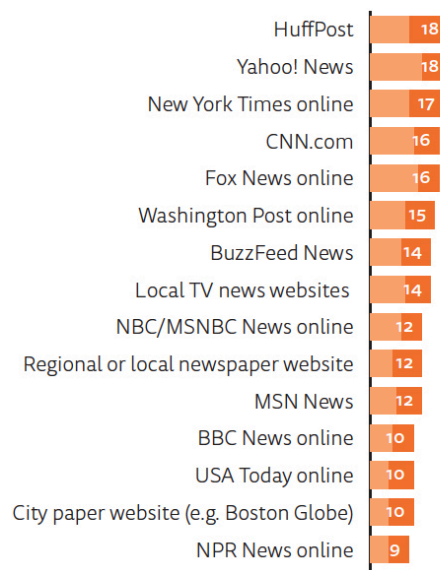 HuffPost 18
Yahoo! News 18
New York Times online 17
CNN.com 16
Fox News online 16
Washington Post online 15
BuzzFeed News 14
Local TV news websites 14
NBC/MSNBC News online 12
Regional or local newspaper website 12
MSN News 12
BBC News online 10
USA Today online 10
City paper website (e.g. Boston Globe) 10
NPR News online 9